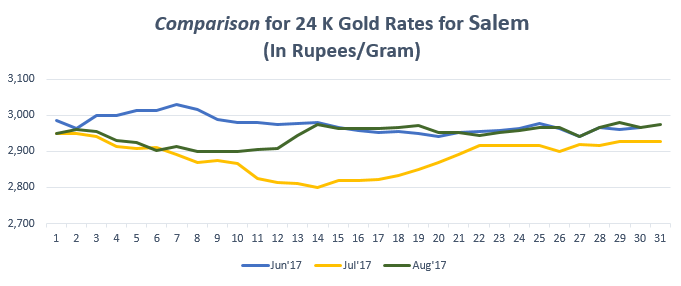 Comparison for 24 K Gold Rates for Salem
(In Rupees/Gram)
3,100
3,000
2,900
2,800
2,700
1 2 3 4 5 6 7 8 9 10 11 12 13 14 15 16 17 18 19 20 21 22 23 24 25 26 27 28 29 30 31
Jun'17 Jul'17 Aug'17